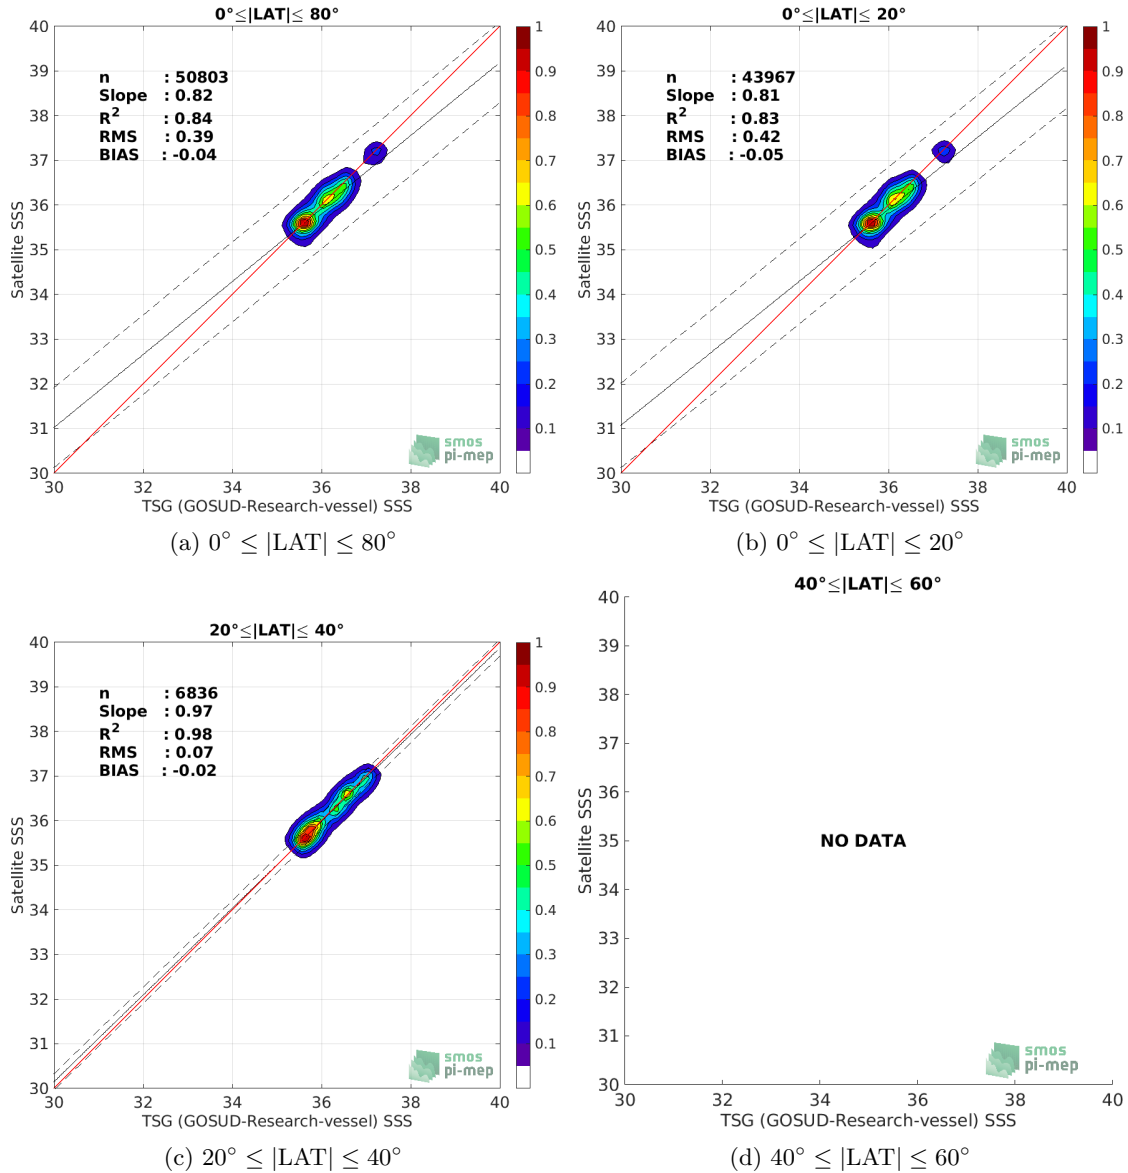 0°≤|LAT|≤ 80°
40
39
38
37
36
35
34
33
32
31
30
n : 50803
Slope : 0.82
R² : 0.84
RMS : 0.39
BIAS : -0.04
Satellite SSS
30 32 34 36 38 40
TSG (GOSUD-Research-vessel) SSS
1
0.9
0.8
0.7
0.6
0.5
0.4
0.3
0.2
0.1
smos
pi-mep
(a) 0° ≤ |LAT| ≤ 80°
0°≤|LAT|≤ 20°
40
39
38
37
36
35
34
33
32
31
30
n : 43967
Slope : 0.81
R² : 0.83
RMS : 0.42
BIAS : -0.05
Satellite SSS
30 32 34 36 38 40
TSG (GOSUD-Research-vessel) SSS
1
0.9
0.8
0.7
0.6
0.5
0.4
0.3
0.2
0.1
smos
pi-mep
(b) 0° ≤ |LAT| ≤ 20°
20°≤|LAT|≤ 40°
40
39
38
37
36
35
34
33
32
31
30
n : 6836
Slope : 0.97
R² : 0.98
RMS : 0.07
BIAS : -0.02
Satellite SSS
30 32 34 36 38 40
TSG (GOSUD-Research-vessel) SSS
1
0.9
0.8
0.7
0.6
0.5
0.4
0.3
0.2
0.1
smos
pi-mep
(c) 20° ≤ |LAT| ≤ 40°
40°≤|LAT|≤ 60°
40
39
38
37
36
35
34
33
32
31
30
NO DATA
Satellite SSS
30 32 34 36 38 40
TSG (GOSUD-Research-vessel) SSS
smos
pi-mep
(d) 40° ≤ |LAT| ≤ 60°